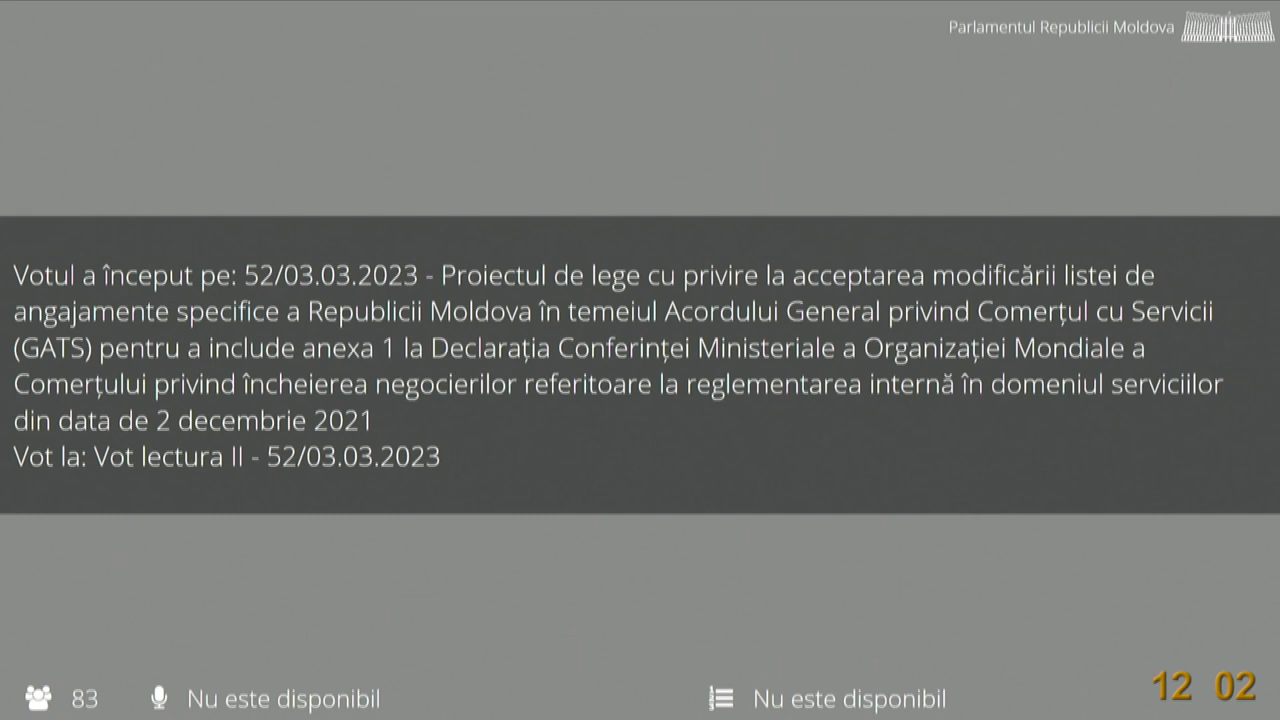 Parlamentul Republicii Moldova
Votul a început pe: 52/03.03.2023 - Proiectul de lege cu privire la acceptarea modificării listei de
angajamente specifice a Republicii Moldova în temeiul Acordului General privind Comerțul cu Servicii
(GATS) pentru a include anexa 1 la Declarația Conferinței Ministeriale a Organizației Mondiale a
Comerțului privind încheierea negocierilor referitoare la reglementarea internă în domeniul serviciilor
din data de 2 decembrie 2021
Vot la: Vot lectura II - 52/03.03.2023
83 Nu este disponibil Nu este disponibil 12 02